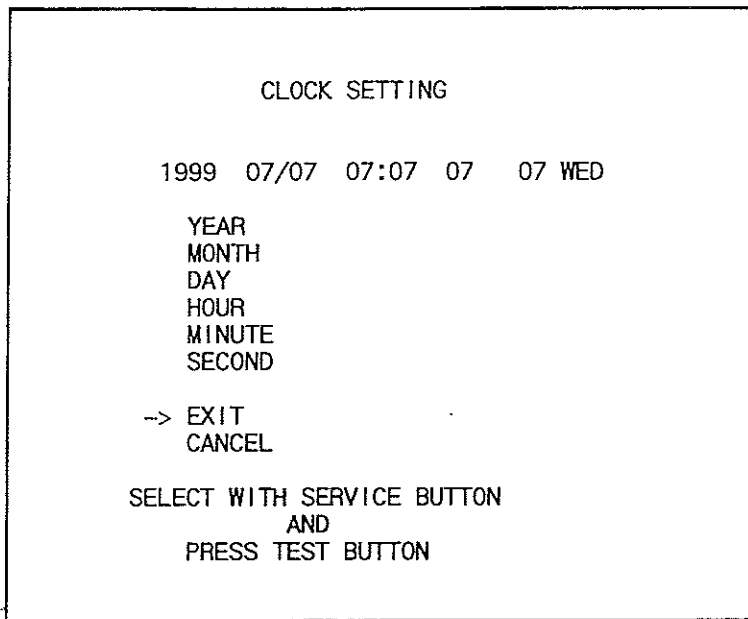 CLOCK SETTING
1999 07/07 07:07 07 07 WED
YEAR
MONTH
DAY
HOUR
MINUTE
SECOND
--> EXIT
CANCEL
SELECT WITH SERVICE BUTTON
AND
PRESS TEST BUTTON